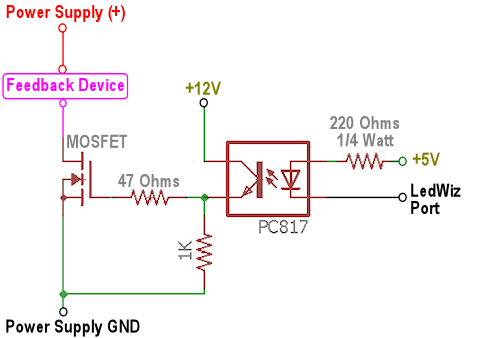 Power Supply (+)
Feedback Device
+12V
MOSFET
220 Ohms
1/4 Watt
+5V
47 Ohms
LedWiz
Port
PC817
1K
Power Supply GND